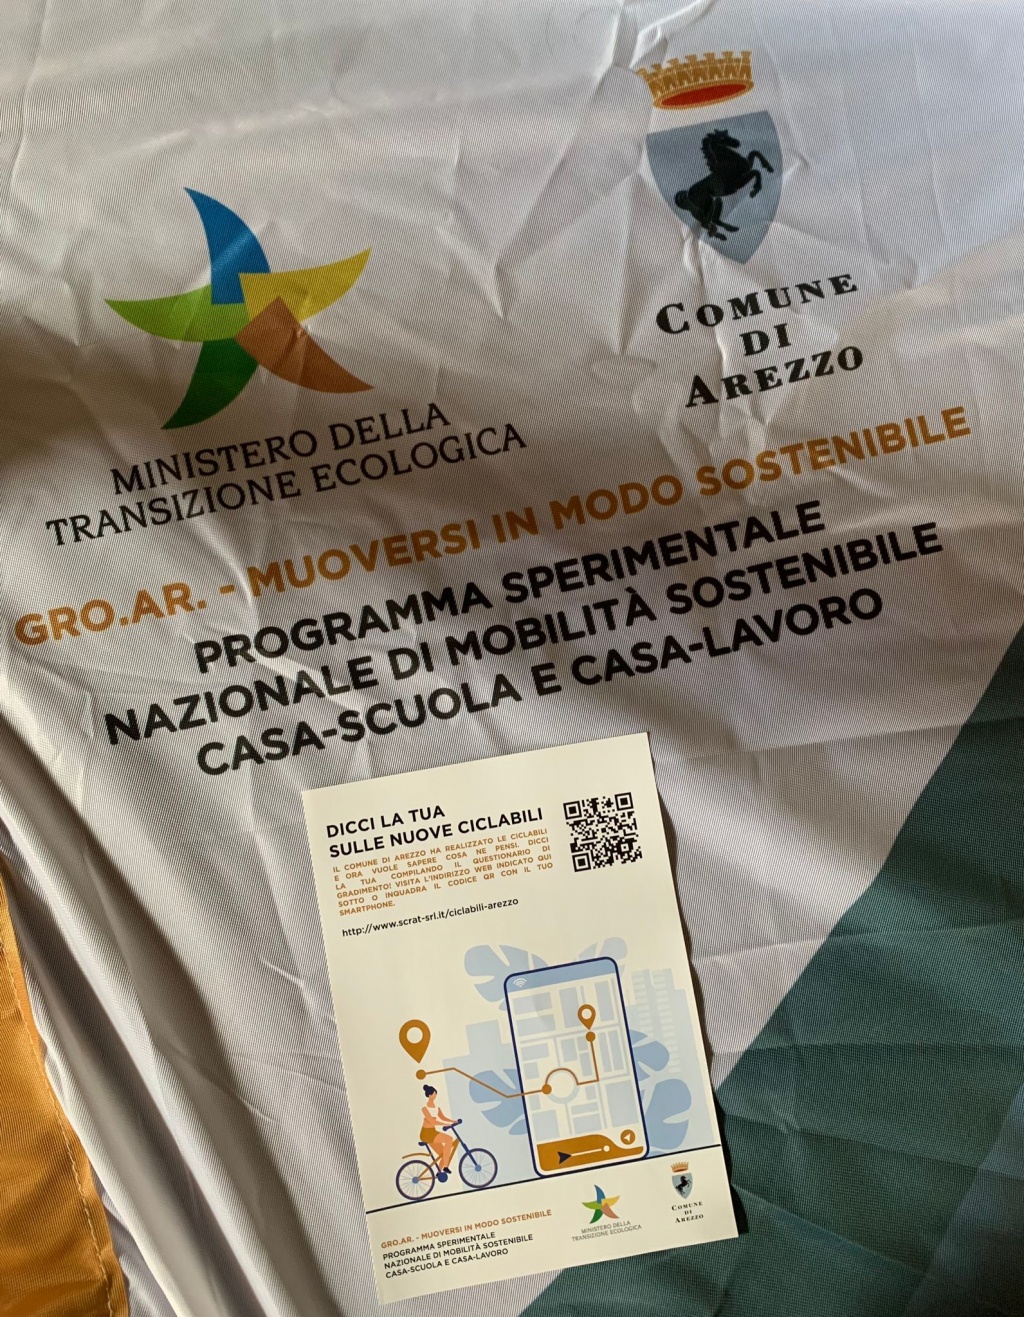 MINISTERO DELLA
TRANSIZIONE ECOLOGICA
COMUNE
DI
AREZZO
GRO.AR. - MUOVERSI IN MODO SOSTENIBILE
PROGRAMMA SPERIMENTALE
NAZIONALE DI MOBILITÀ SOSTENIBILE
CASA-SCUOLA E CASA-LAVORO
DICCI LA TUA
SULLE NUOVE CICLABILI
IL COMUNE DI AREZZO HA REALIZZATO LE CICLABILI
E ORA VUOLE SAPERE COSA NE PENSI. DICCI
LA TUA COMPILANDO IL QUESTIONARIO DI
GRADIMENTO! VISITA L'INDIRIZZO WEB INDICATO QUI
SOTTO O INQUADRA IL CODICE QR CON IL TUO
SMARTPHONE.
http://www.scrat-srl.it/ciclabili-arezzo
GRO.AR. - MUOVERSI IN MODO SOSTENIBILE
PROGRAMMA SPERIMENTALE
NAZIONALE DI MOBILITÀ SOSTENIBILE
CASA-SCUOLA E CASA-LAVORO
MINISTERO DELLA
TRANSIZIONE ECOLOGICA
COMUNE
DI
AREZZO